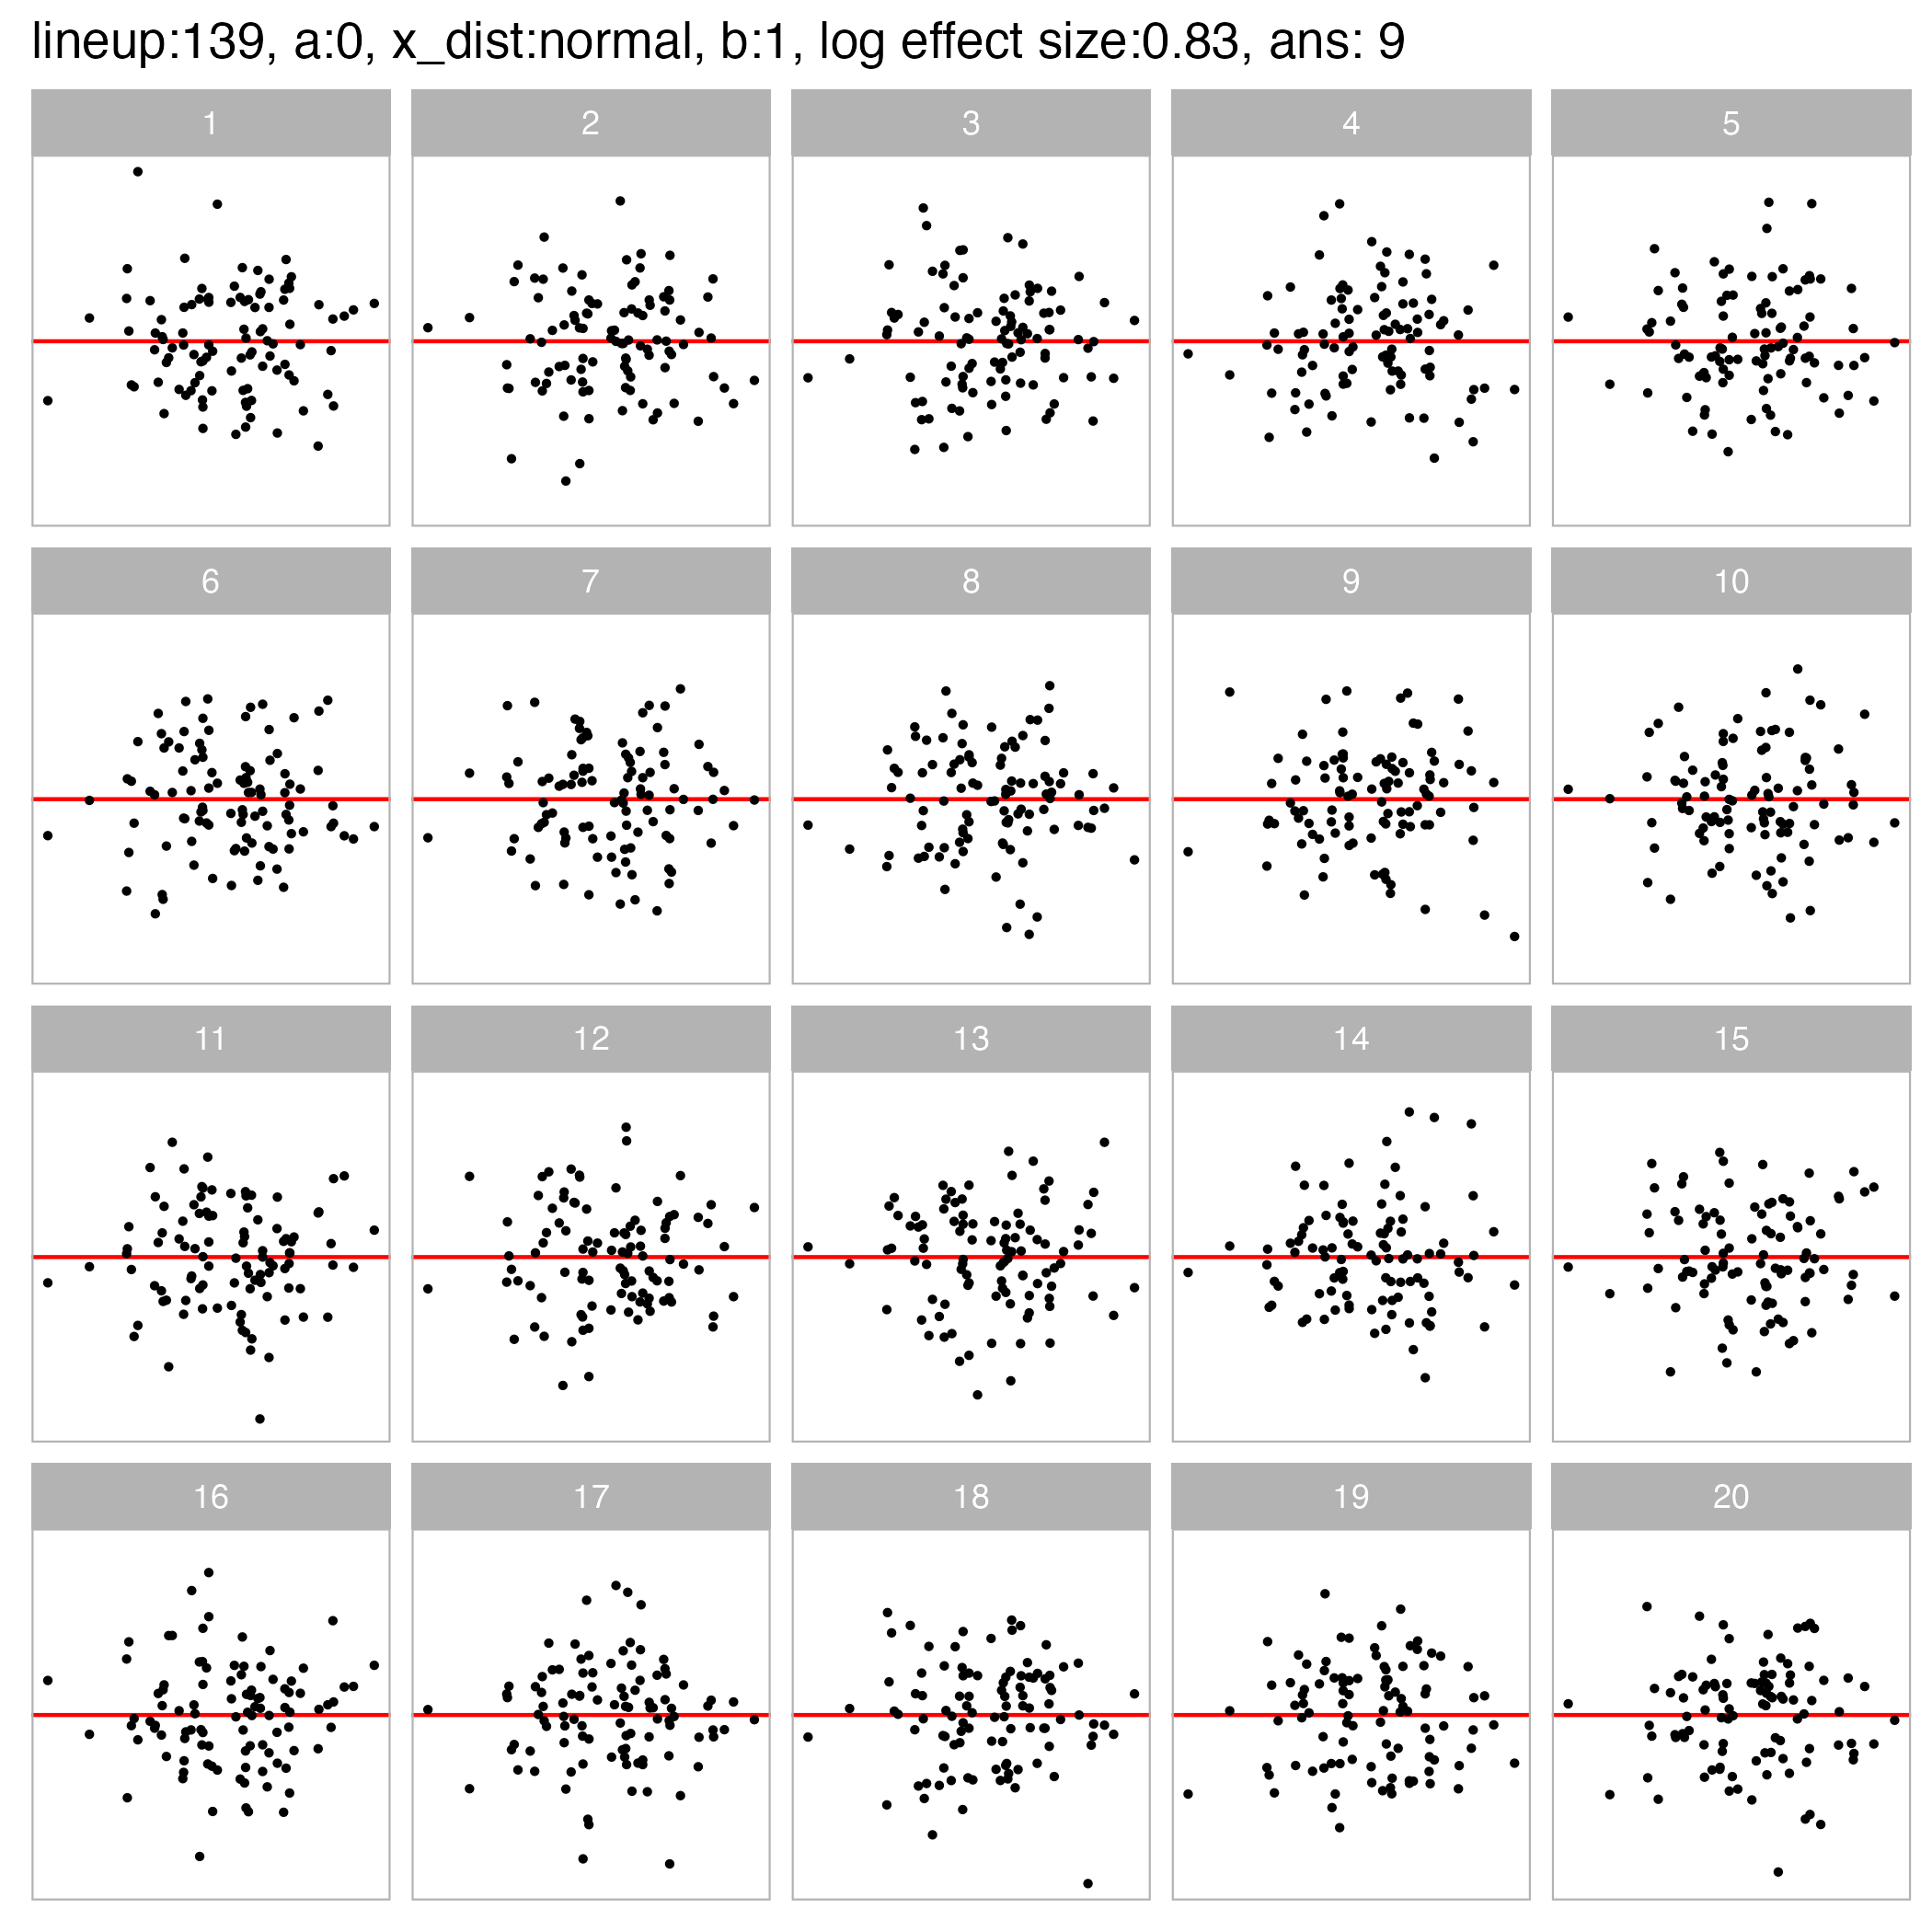 lineup:139, a:0, x_dist:normal, b:1, log effect size:0.83, ans: 9
1 2 3 4 5
6 7 8 9 10
11 12 13 14 15
16 17 18 19 20